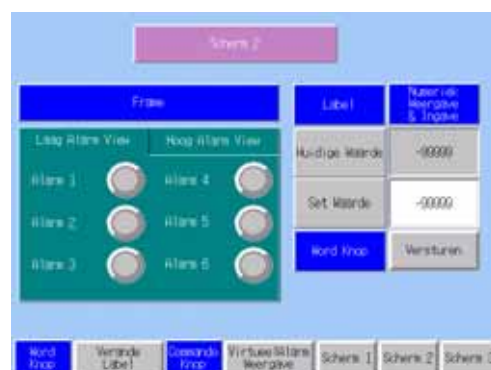 Scherm 2
Frame
Laag Alarm View
Hoog Alarm View
Alarm 1
Alarm 4
Alarm 2
Alarm 5
Alarm 3
Alarm 6
Label
Numeriek
Weergave
& Ingave
Huidige Waarde
-99999
Set Waarde
-99999
Word Knop
Versturen
Word
Knop
Verande
Label
Commando
Knop
Virtueel Alarm
Weergave
Scherm 1
Scherm 2
Scherm